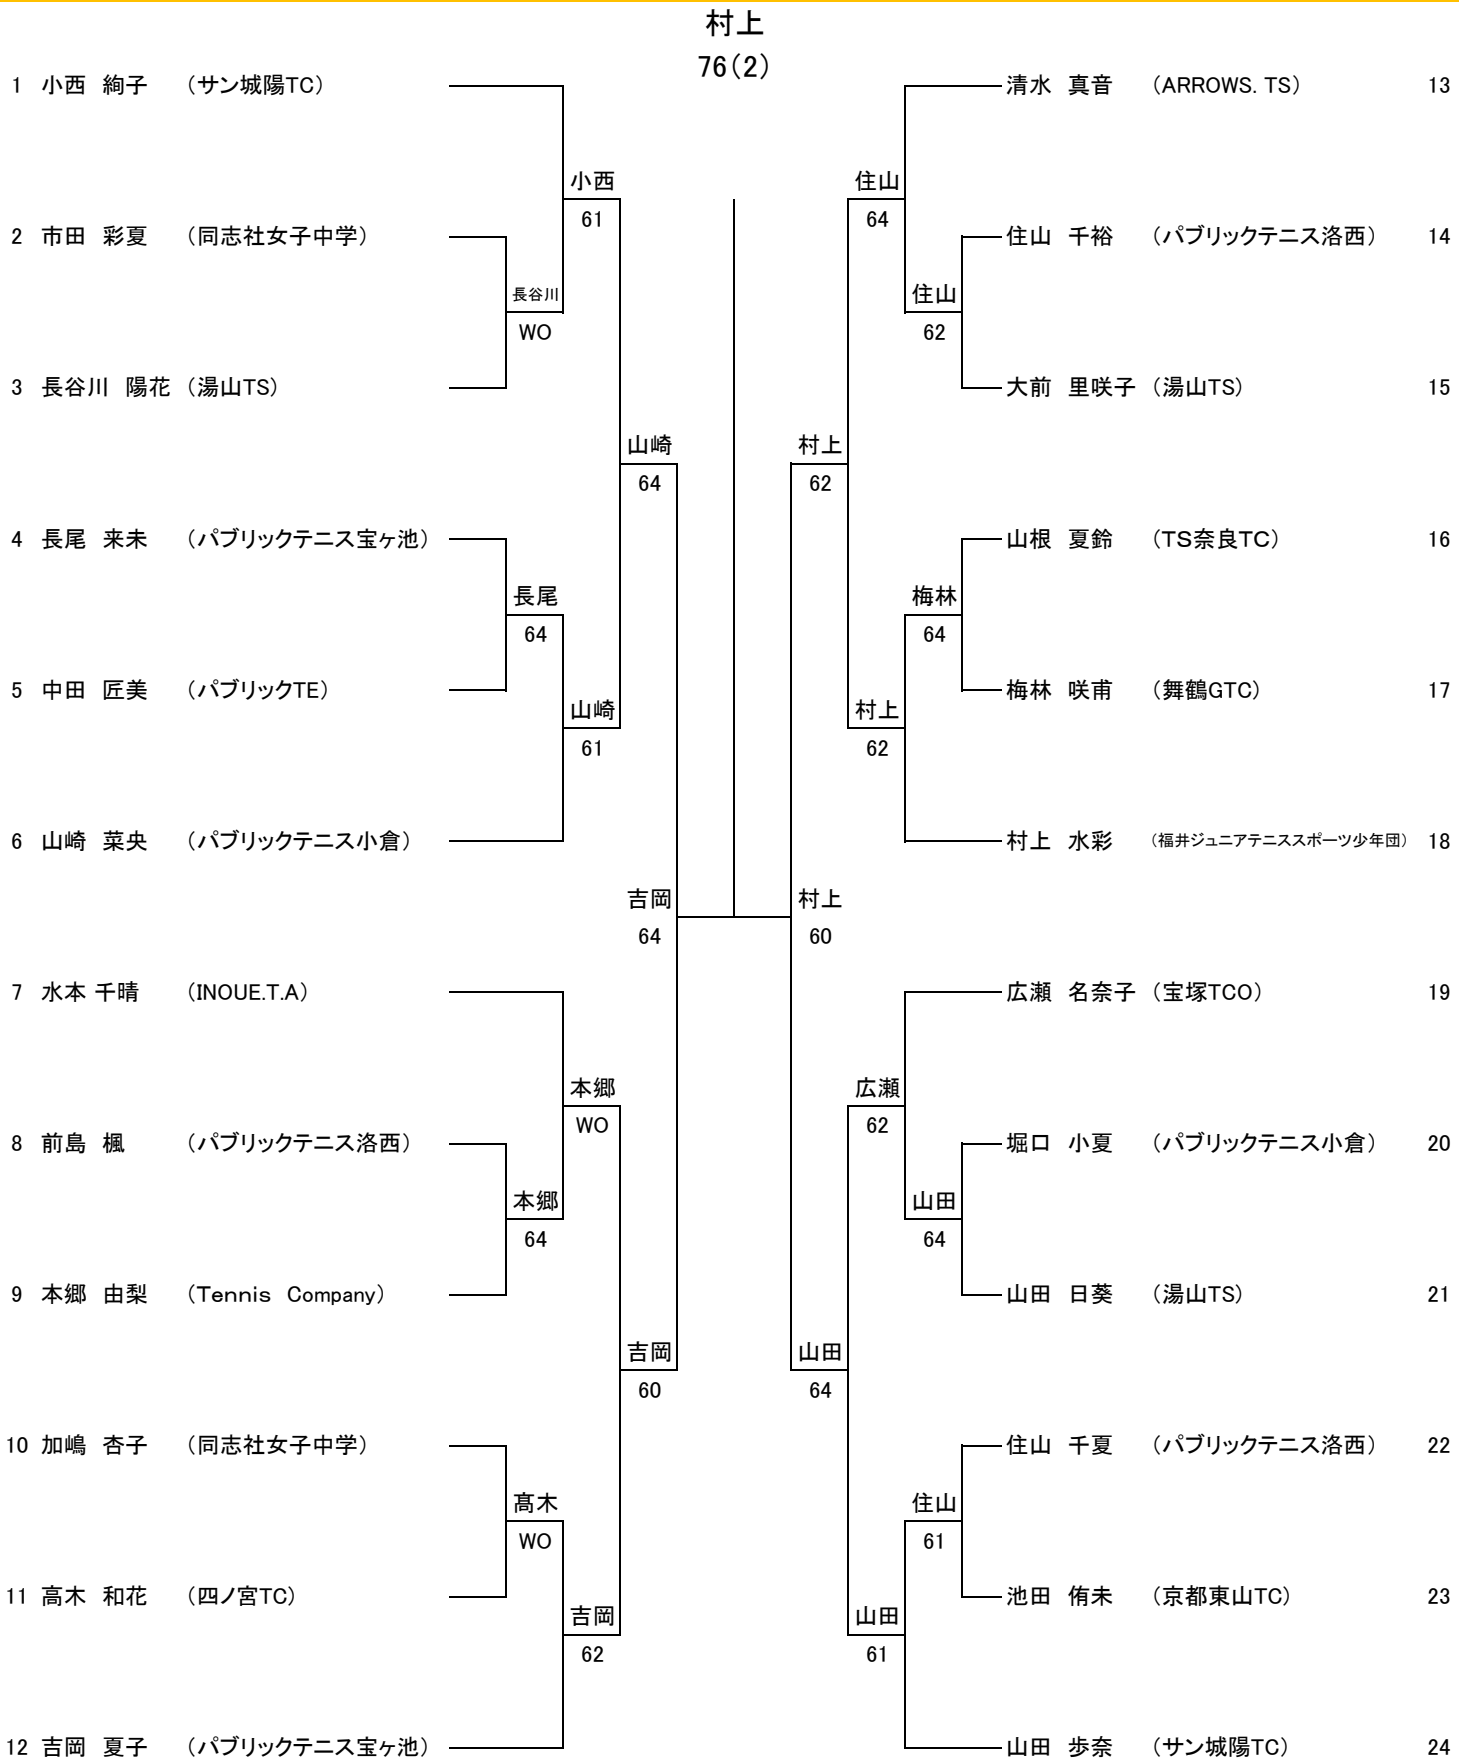 村上
76(2)
1 小西 絢子 (サン城陽TC)
清水 真音 (ARROWS. TS) 13
小西
61
住山
64
2 市田 彩夏 (同志社女子中学)
住山 千裕 (パブリックテニス洛西) 14
長谷川
WO
住山
62
3 長谷川 陽花 (湯山TS)
大前 里咲子 (湯山TS) 15
山崎
64
村上
62
4 長尾 来未 (パブリックテニス宝ヶ池)
山根 夏鈴 (TS奈良TC) 16
長尾
64
梅林
64
5 中田 匠美 (パブリックTE)
梅林 咲甫 (舞鶴GTC) 17
山崎
61
村上
62
6 山崎 菜央 (パブリックテニス小倉)
村上 水彩 (福井ジュニアテニススポーツ少年団) 18
吉岡
64
村上
60
7 水本 千晴 (INOUE.T.A)
広瀬 名奈子 (宝塚TCO) 19
本郷
WO
広瀬
62
8 前島 楓 (パブリックテニス洛西)
堀口 小夏 (パブリックテニス小倉) 20
本郷
64
山田
64
9 本郷 由梨 (Tennis Company)
山田 日葵 (湯山TS) 21
吉岡
60
山田
64
10 加嶋 杏子 (同志社女子中学)
住山 千夏 (パブリックテニス洛西) 22
髙木
WO
住山
61
11 高木 和花 (四ノ宮TC)
池田 侑未 (京都東山TC) 23
吉岡
62
山田
61
12 吉岡 夏子 (パブリックテニス宝ヶ池)
山田 歩奈 (サン城陽TC) 24